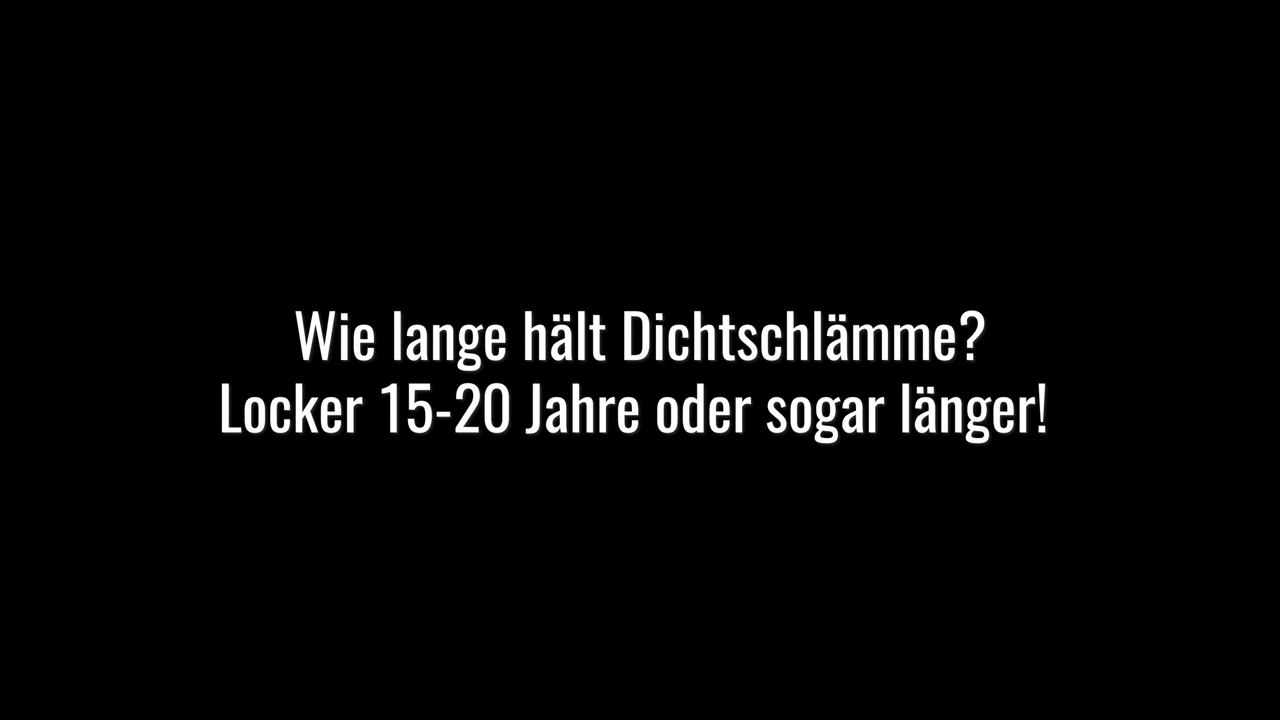 Wie lange hält Dichtschlämme?
Locker 15-20 Jahre oder sogar länger!